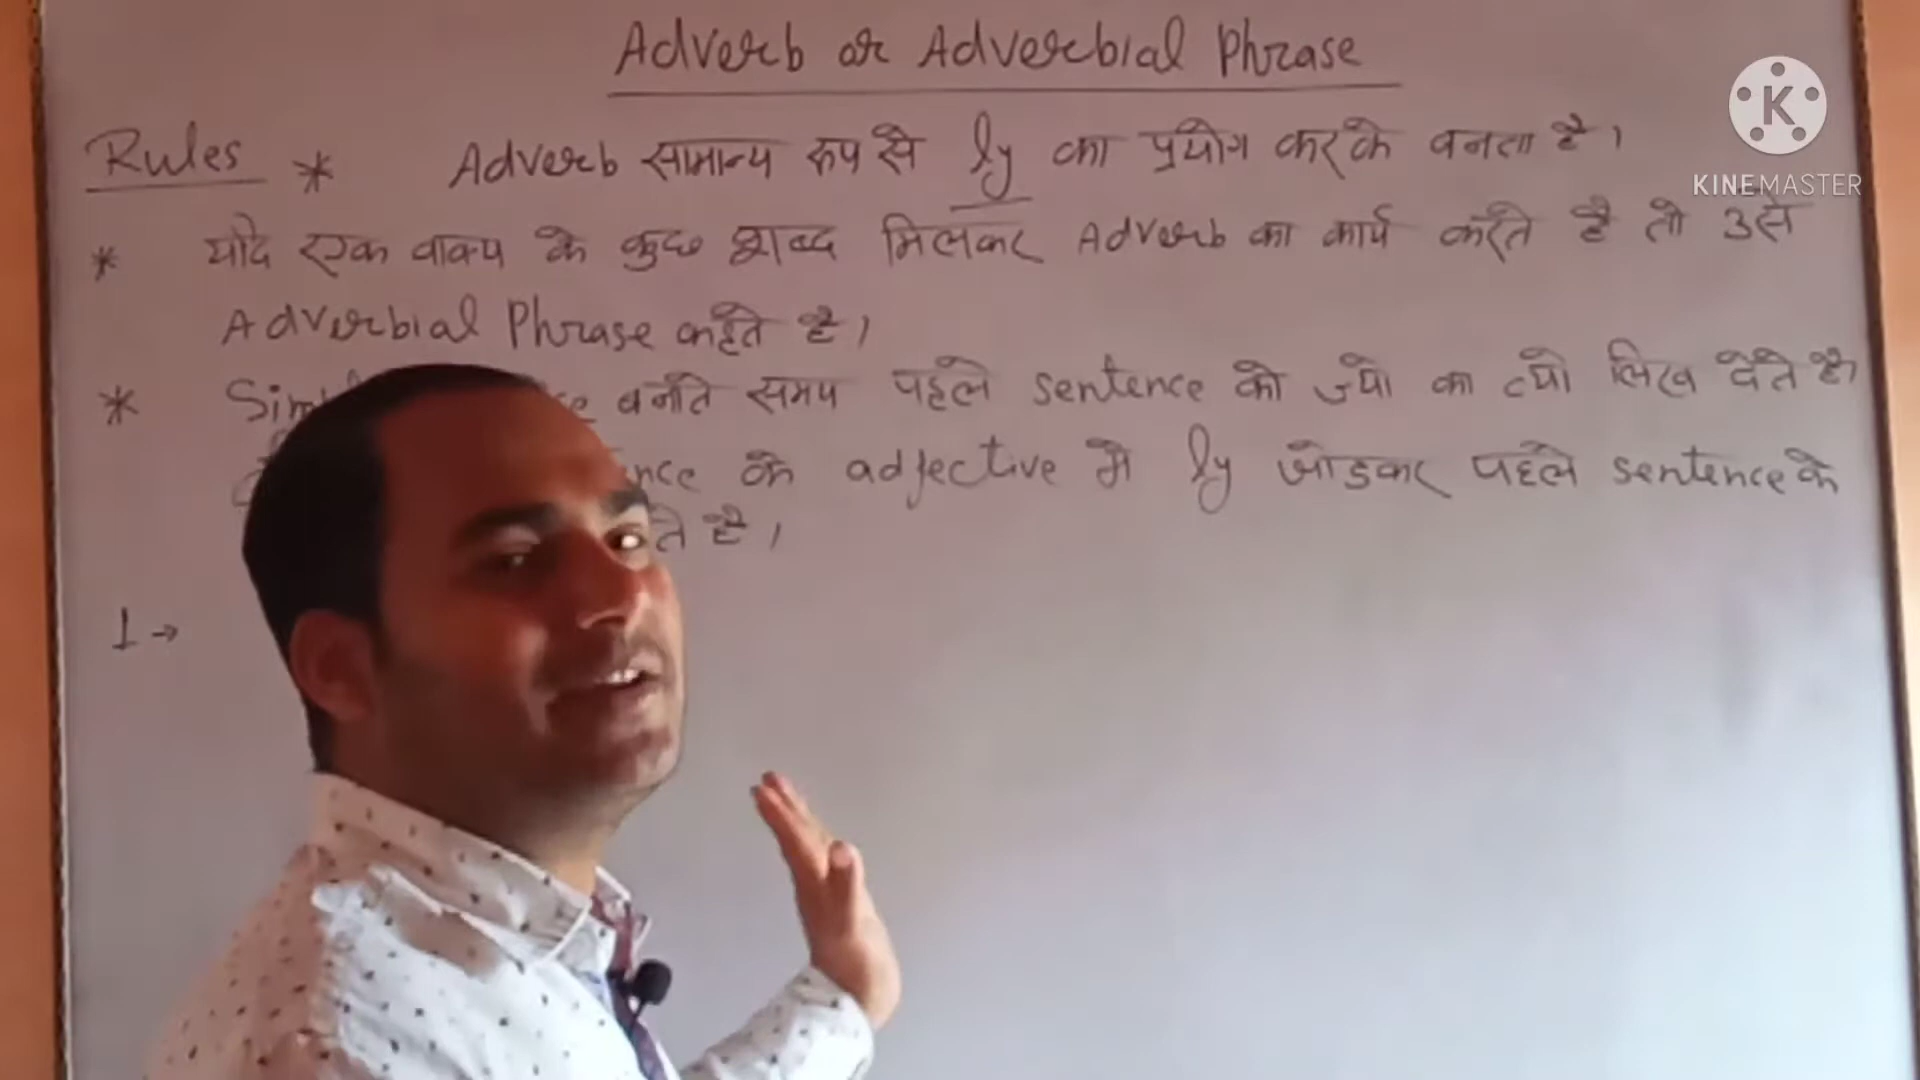 Adverb or Adverbial Phrase
Rules * Adverb सामान्य रूप से ly का प्रयोग करके बनता है।
* यदि एक वाक्य के कुछ शब्द मिलकर Adverb का कार्य करते है तो उसे
Adverbial Phrase कहते है।
* बनाते समय पहले sentence को ज्यो का त्यो लिख देते है।
के adjective मे ly जोडकर पहले sentence के
है।
1→
K
KINEMASTER